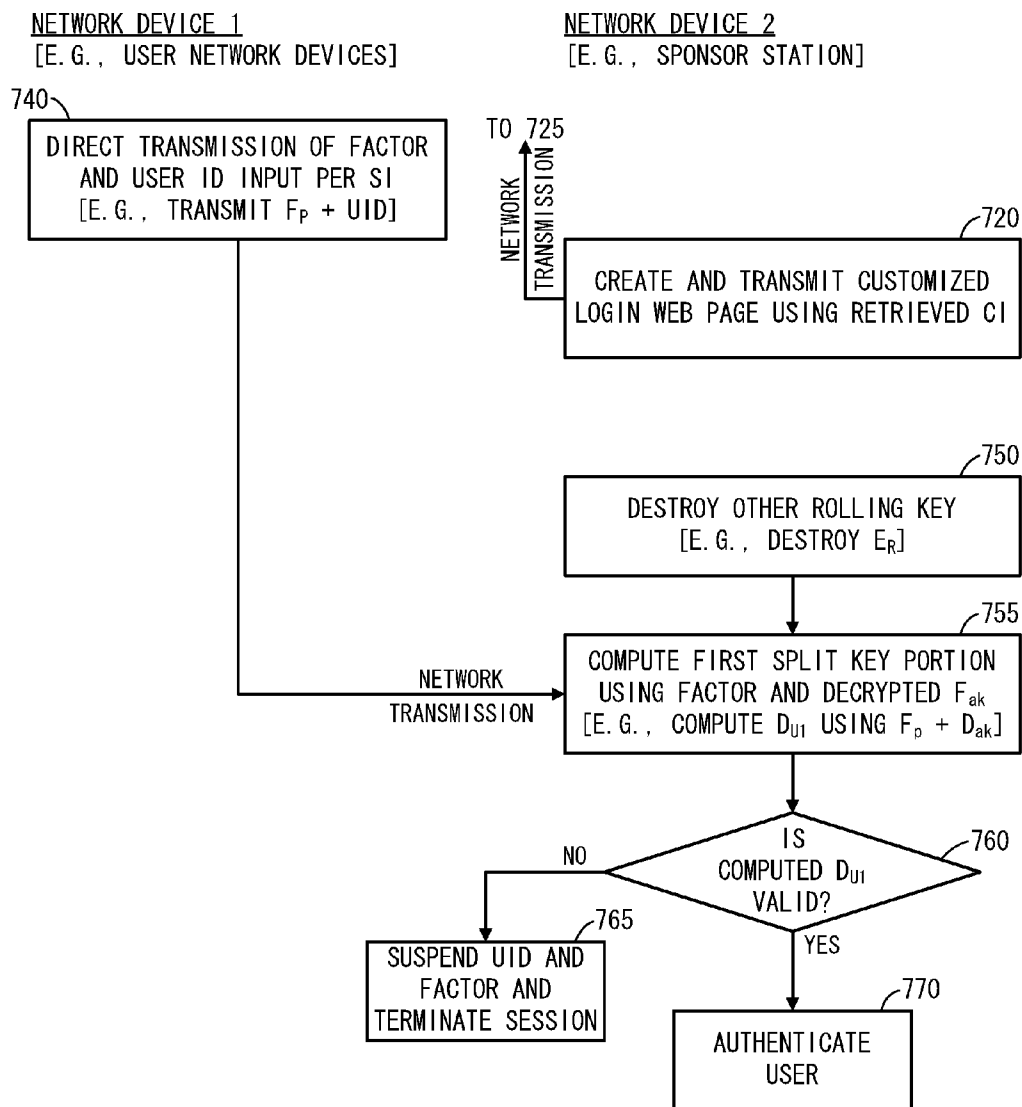 NETWORK DEVICE 1
[E.G., USER NETWORK DEVICES]
NETWORK DEVICE 2
[E.G., SPONSOR STATION]
740
DIRECT TRANSMISSION OF FACTOR
AND USER ID INPUT PER SI
[E.G., TRANSMIT FP + UID]
TO 725
NETWORK
TRANSMISSION
720
CREATE AND TRANSMIT CUSTOMIZED
LOGIN WEB PAGE USING RETRIEVED CI
750
DESTROY OTHER ROLLING KEY
[E.G., DESTROY ER]
755
COMPUTE FIRST SPLIT KEY PORTION
USING FACTOR AND DECRYPTED Fak
[E.G., COMPUTE DU1 USING Fp + Dak]
NETWORK
TRANSMISSION
760
IS
COMPUTED DU1
VALID?
NO
YES
765
SUSPEND UID AND
FACTOR AND
TERMINATE SESSION
770
AUTHENTICATE
USER